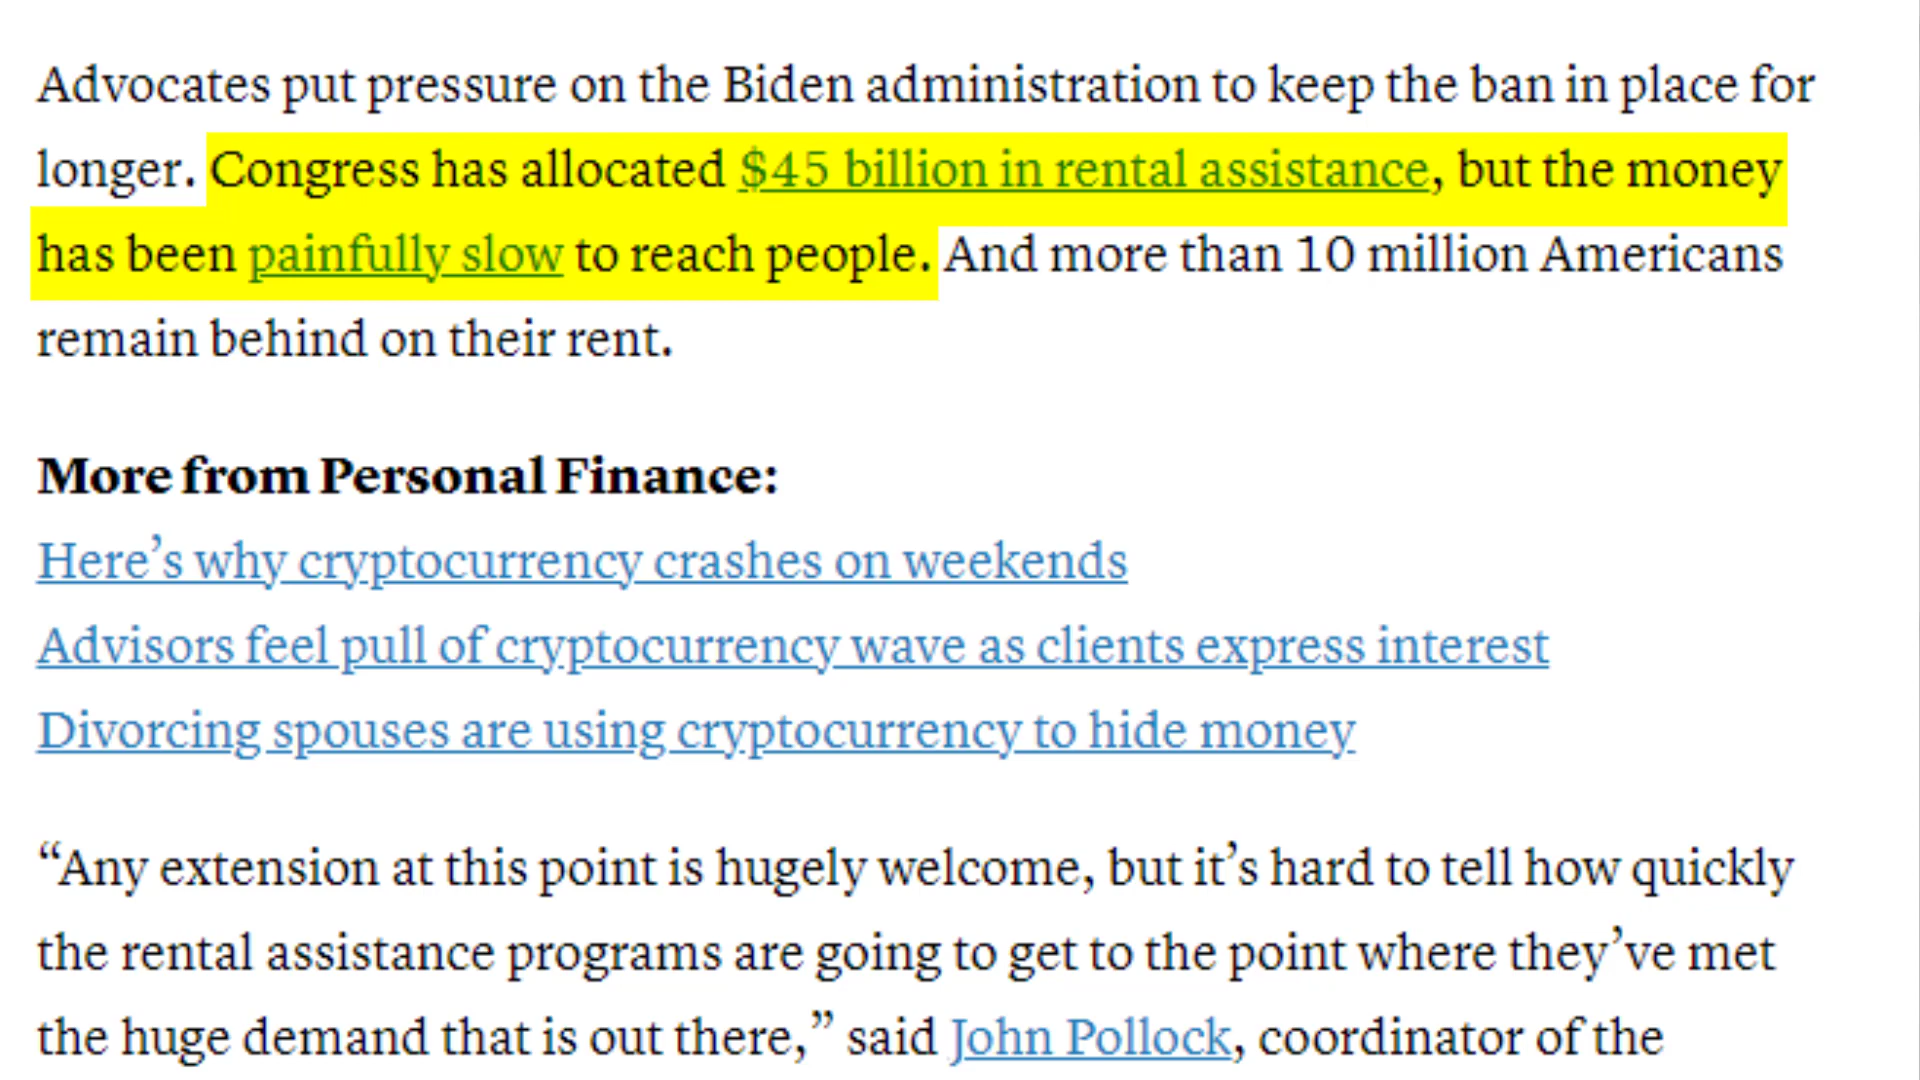 Advocates put pressure on the Biden administration to keep the ban in place for
longer. Congress has allocated $45 billion in rental assistance, but the money
has been painfully slow to reach people. And more than 10 million Americans
remain behind on their rent.
More from Personal Finance:
Here’s why cryptocurrency crashes on weekends
Advisors feel pull of cryptocurrency wave as clients express interest
Divorcing spouses are using cryptocurrency to hide money
“Any extension at this point is hugely welcome, but it’s hard to tell how quickly
the rental assistance programs are going to get to the point where they’ve met
the huge demand that is out there,” said John Pollock, coordinator of the